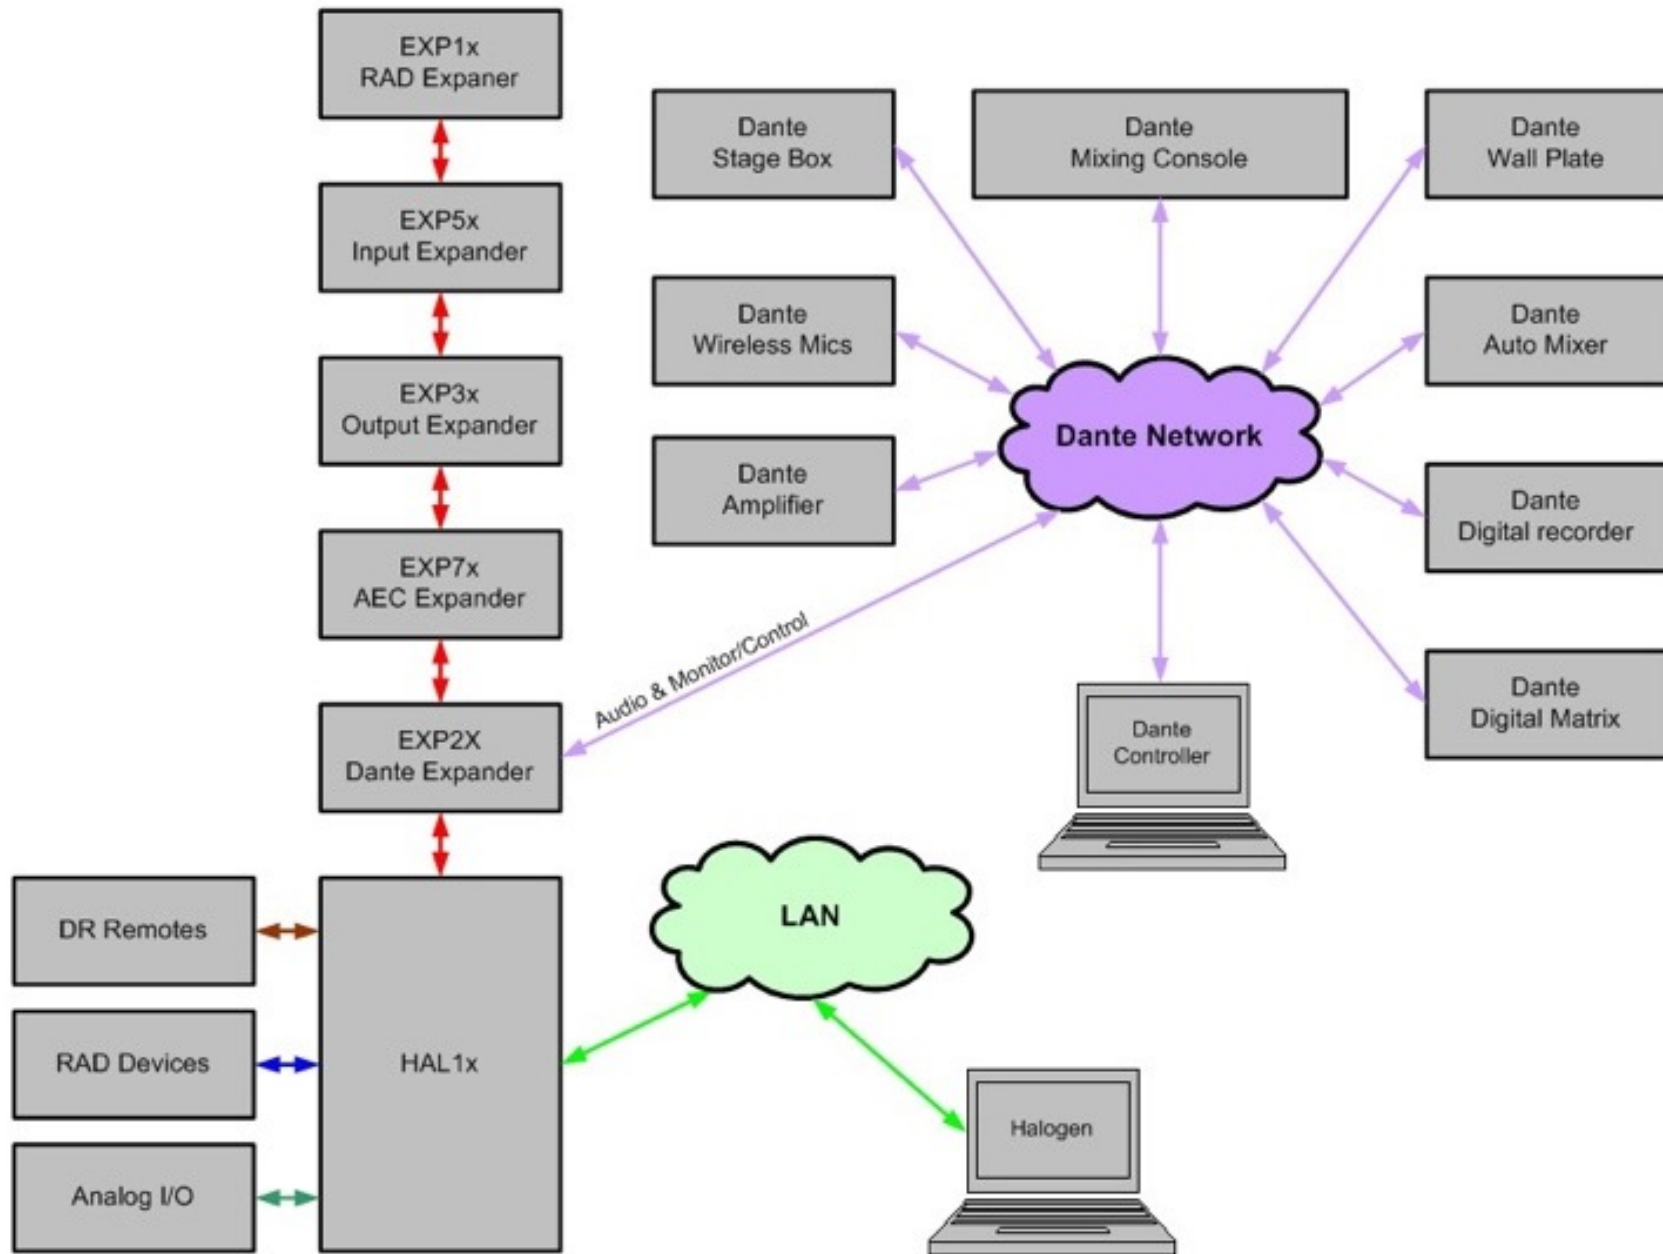 EXP1x
RAD Expaner
Dante
Stage Box
Dante
Mixing Console
Dante
Wall Plate
EXP5x
Input Expander
Dante
Wireless Mics
Dante
Auto Mixer
EXP3x
Output Expander
Dante Network
Dante
Amplifier
Dante
Digital recorder
EXP7x
AEC Expander
Audio & Monitor/Control
Dante
Digital Matrix
EXP2X
Dante Expander
Dante
Controller
DR Remotes
LAN
RAD Devices
HAL1x
Halogen
Analog I/O